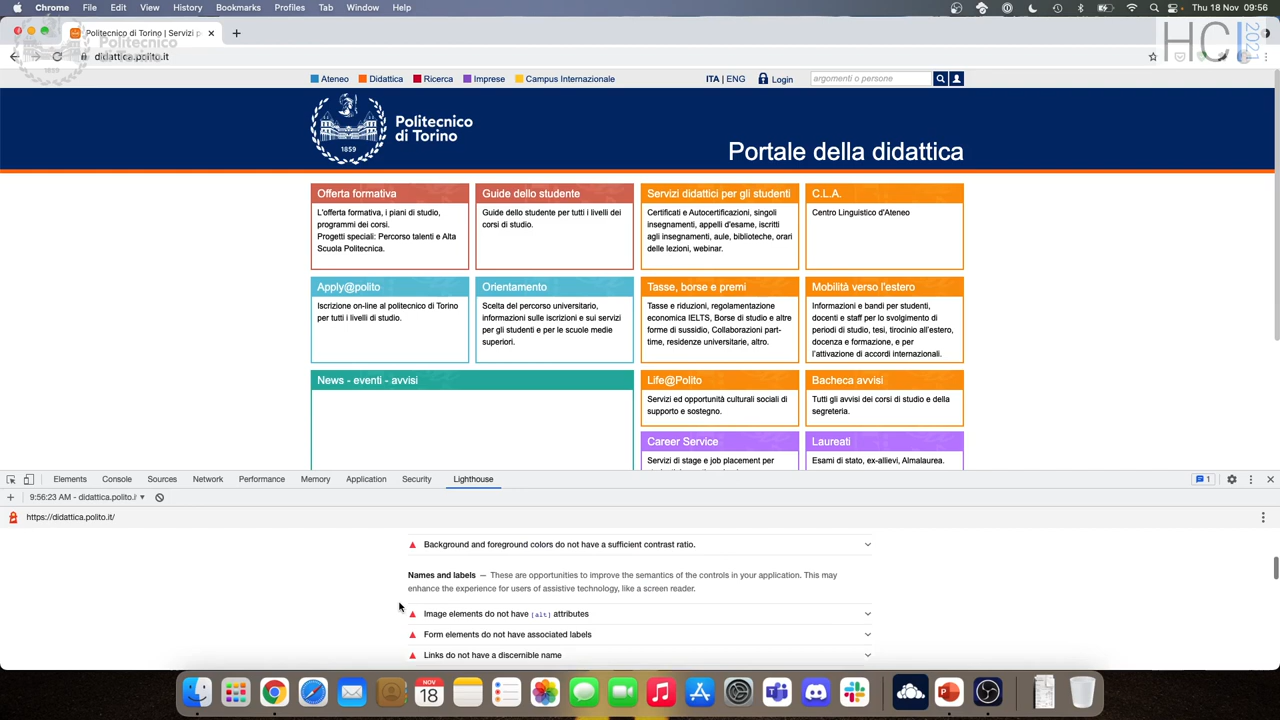 Chrome File Edit View History Bookmarks Profiles Tab Window Help
Thu 18 Nov 09:56
Politecnico di Torino | Servizi p
Politecnico
di Torino
HCI 2021
didattica.polito.it
Ateneo Didattica Ricerca Imprese Campus Internazionale
ITA | ENG Login argomenti o persone
1859
Politecnico
di Torino
Portale della didattica
Offerta formativa
L'offerta formativa, i piani di studio,
programmi dei corsi.
Progetti speciali: Percorso talenti e Alta
Scuola Politecnica.
Guide dello studente
Guide dello studente per tutti i livelli dei
corsi di studio.
Servizi didattici per gli studenti
Certificati e Autocertificazioni, singoli
insegnamenti, appelli d'esame, iscritti
agli insegnamenti, aule, biblioteche, orari
delle lezioni, webinar.
C.L.A.
Centro Linguistico d'Ateneo
Apply@polito
Iscrizione on-line al politecnico di Torino
per tutti i livelli di studio.
Orientamento
Scelta del percorso universitario,
informazioni sulle iscrizioni e sui servizi
per gli studenti e per le scuole medie
superiori.
Tasse, borse e premi
Tasse e riduzioni, regolamentazione
economica IELTS, Borse di studio e altre
forme di sussidio, Collaborazioni part-
time, residenze universitarie, altro.
Mobilità verso l'estero
Informazioni e bandi per studenti,
docenti e staff per lo svolgimento di
periodi di studio, tesi, tirocinio all'estero,
docenza e formazione, e per
l'attivazione di accordi internazionali.
News - eventi - avvisi
Life@Polito
Servizi ed opportunità culturali sociali di
supporto e sostegno.
Bacheca avvisi
Tutti gli avvisi dei corsi di studio e della
segreteria.
Career Service
Servizi di stage e job placement per
Laureati
Esami di stato, ex-allievi, Almalaurea.
Elements Console Sources Network Performance Memory Application Security Lighthouse 1
9:56:23 AM - didattica.polito.i
https://didattica.polito.it/
Background and foreground colors do not have a sufficient contrast ratio.
Names and labels — These are opportunities to improve the semantics of the controls in your application. This may
enhance the experience for users of assistive technology, like a screen reader.
Image elements do not have [alt] attributes
Form elements do not have associated labels
Links do not have a discernible name
NOV
18